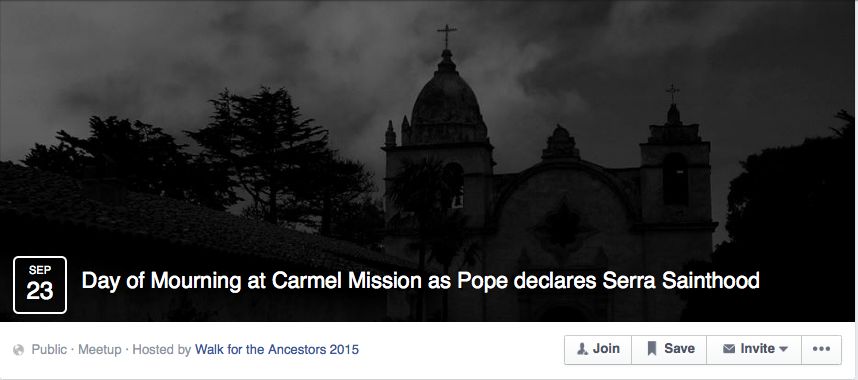 SEP
23
Day of Mourning at Carmel Mission as Pope declares Serra Sainthood
Public · Meetup · Hosted by Walk for the Ancestors 2015
Join
Save
Invite